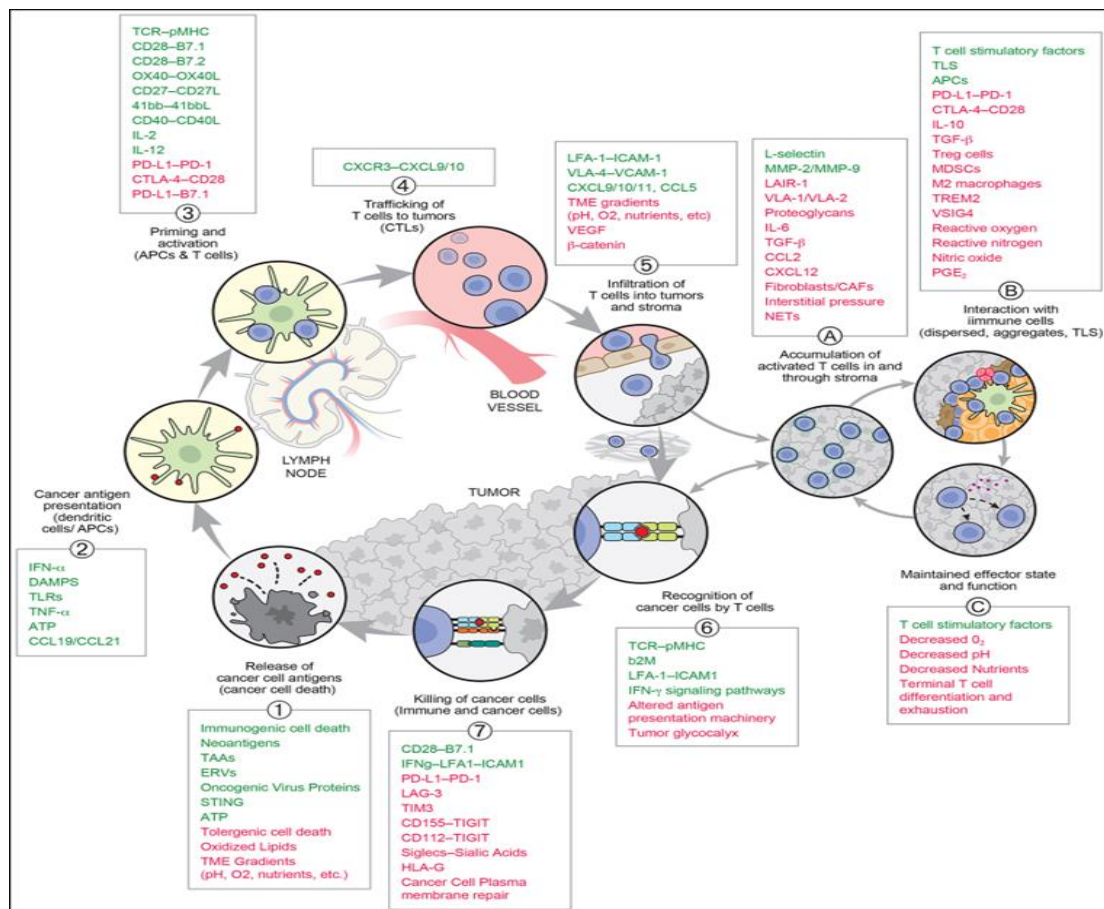 TCR–pMHC
CD28–B7.1
CD28–B7.2
OX40–OX40L
CD27–CD27L
41bb–41bbL
CD40–CD40L
IL-2
IL-12
PD-L1–PD-1
CTLA-4–CD28
PD-L1–B7.1
3
Priming and
activation
(APCs & T cells)
CXCR3–CXCL9/10
4
Trafficking of
T cells to tumors
(CTLs)
LFA-1–ICAM-1
VLA-4–VCAM-1
CXCL9/10/11, CCL5
TME gradients
(pH, O2, nutrients, etc)
VEGF
β-catenin
5
Infiltration of
T cells into tumors
and stroma
L-selectin
MMP-2/MMP-9
LAIR-1
VLA-1/VLA-2
Proteoglycans
IL-6
TGF-β
CCL2
CXCL12
Fibroblasts/CAFs
Interstitial pressure
NETs
A
Accumulation of
activated T cells in and
through stroma
T cell stimulatory factors
TLS
APCs
PD-L1–PD-1
CTLA-4–CD28
IL-10
TGF-β
Treg cells
MDSCs
M2 macrophages
TREM2
VSIG4
Reactive oxygen
Reactive nitrogen
Nitric oxide
PGE₂
B
Interaction with
iimmune cells
(dispersed, aggregates, TLS)
BLOOD
VESSEL
LYMPH
NODE
TUMOR
Cancer antigen
presentation
(dendritic
cells/ APCs)
2
IFN-α
DAMPS
TLRs
TNF-α
ATP
CCL19/CCL21
Release of
cancer cell antigens
(cancer cell death)
1
Immunogenic cell death
Neoantigens
TAAs
ERVs
Oncogenic Virus Proteins
STING
ATP
Tolergenic cell death
Oxidized Lipids
TME Gradients
(pH, O2, nutrients, etc.)
Killing of cancer cells
(Immune and cancer cells)
7
CD28–B7.1
IFNg–LFA1–ICAM1
PD-L1–PD-1
LAG-3
TIM3
CD155–TIGIT
CD112–TIGIT
Siglecs–Sialic Acids
HLA-G
Cancer Cell Plasma
membrane repair
Recognition of
cancer cells by T cells
6
TCR–pMHC
b2M
LFA-1–ICAM1
IFN-γ signaling pathways
Altered antigen
presentation machinery
Tumor glycocalyx
Maintained effector state
and function
C
T cell stimulatory factors
Decreased 0₂
Decreased pH
Decreased Nutrients
Terminal T cell
differentiation and
exhaustion